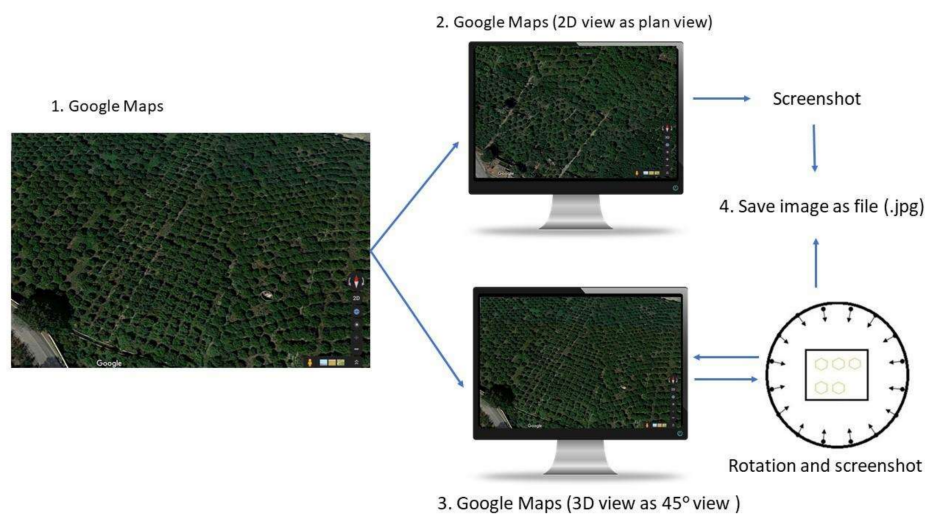 2. Google Maps (2D view as plan view)
1. Google Maps
Screenshot
Google
4. Save image as file (.jpg)
2D
Google
Rotation and screenshot
Google
3. Google Maps (3D view as 45° view )